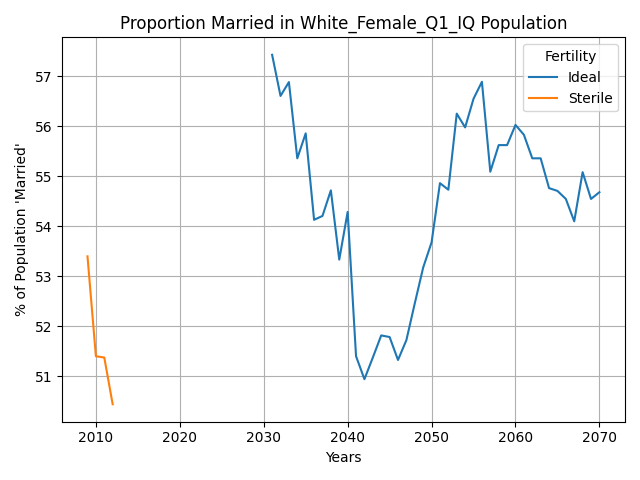 Proportion Married in White_Female_Q1_IQ Population
% of Population 'Married'
57
56
55
54
53
52
51
Fertility
Ideal
Sterile
2010 2020 2030 2040 2050 2060 2070
Years